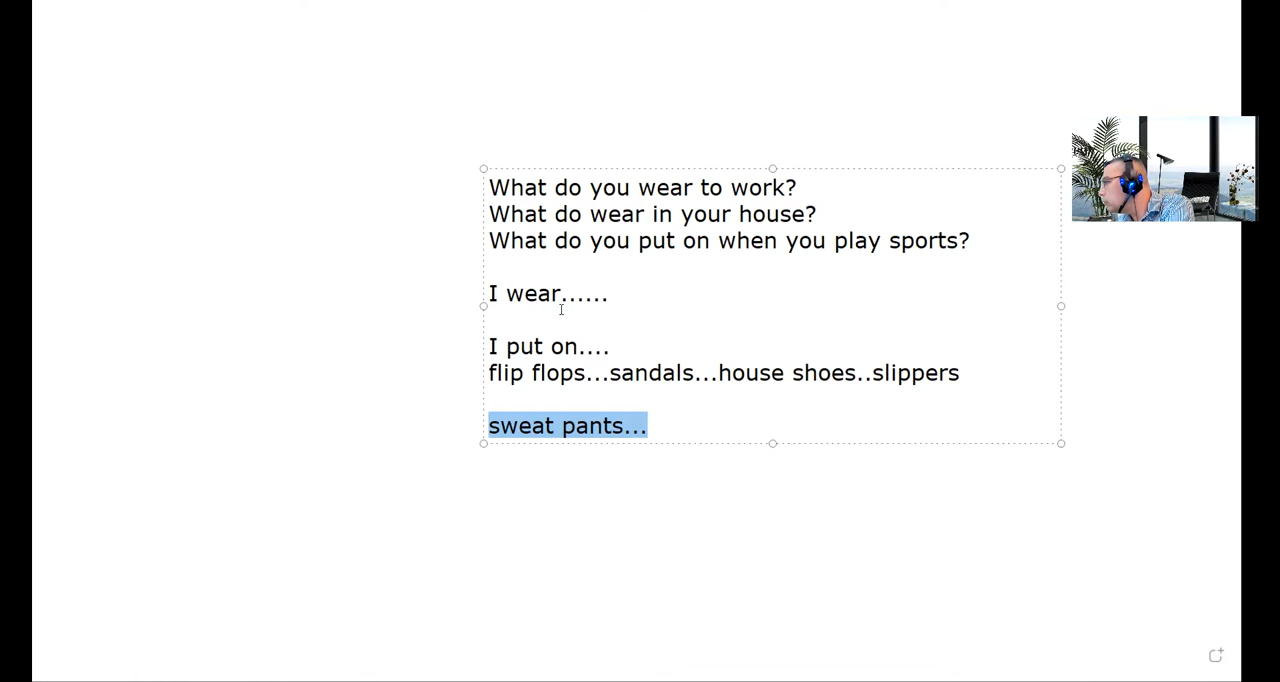 What do you wear to work?
What do wear in your house?
What do you put on when you play sports?
I wear......
I put on....
flip flops...sandals...house shoes..slippers
sweat pants...